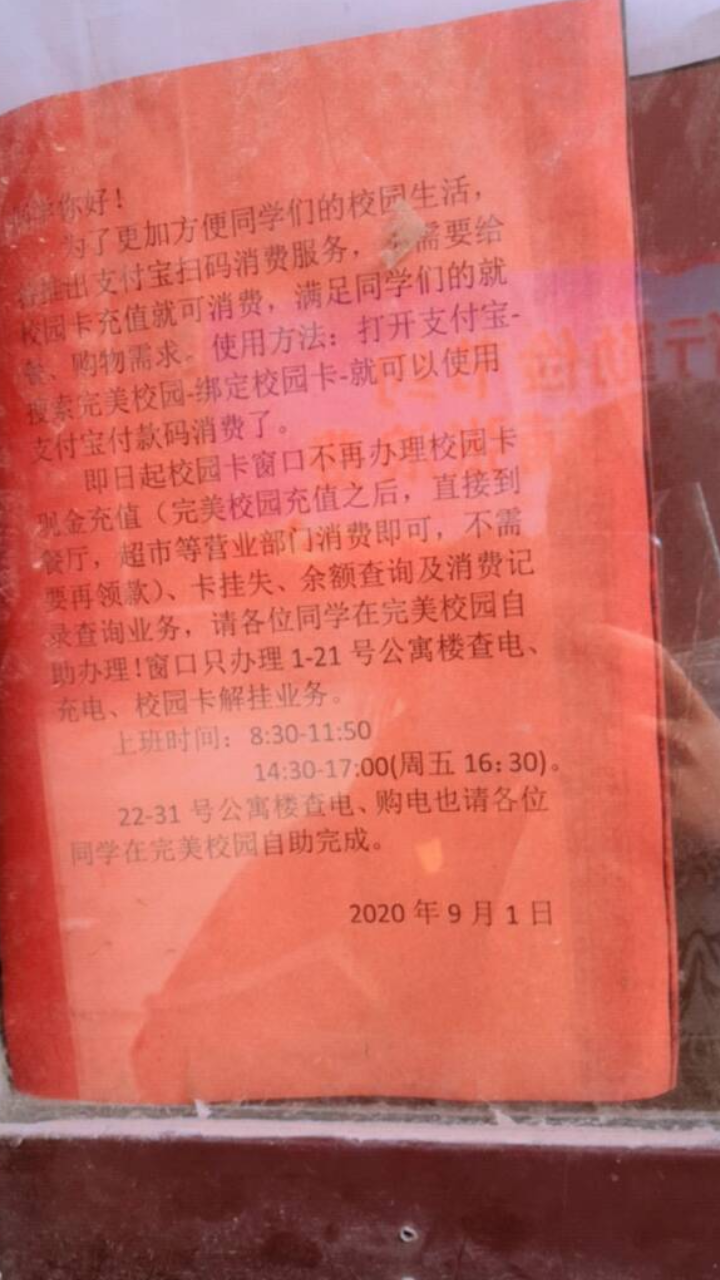 同学你好！
为了更加方便同学们的校园生活，
推出支付宝扫码消费服务，需要给
校园卡充值就可消费，满足同学们的就
餐、购物需求。使用方法：打开支付宝-
搜索完美校园-绑定校园卡-就可以使用
支付宝付款码消费了。
即日起校园卡窗口不再办理校园卡
现金充值（完美校园充值之后，直接到
餐厅，超市等营业部门消费即可，不需
要再领款）、卡挂失、余额查询及消费记
录查询业务，请各位同学在完美校园自
助办理！窗口只办理1-21号公寓楼查电、
充电、校园卡解挂业务。
上班时间：8:30-11:50
14:30-17:00(周五16:30)。
22-31号公寓楼查电、购电也请各位
同学在完美校园自助完成。
2020年9月1日